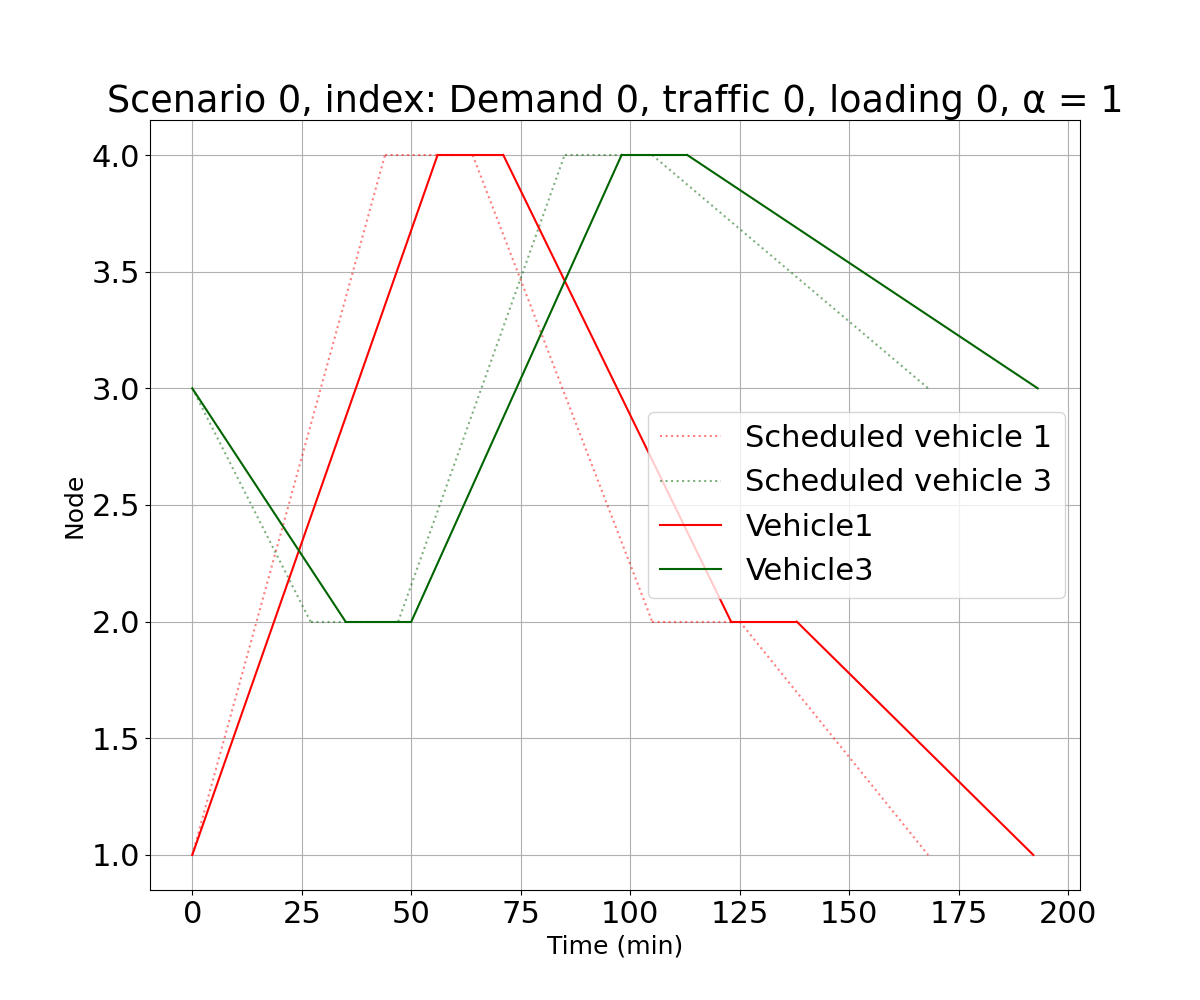 Scenario 0, index: Demand 0, traffic 0, loading 0, α = 1
4.0
3.5
3.0
2.5
2.0
1.5
1.0
Node
Scheduled vehicle 1
Scheduled vehicle 3
Vehicle1
Vehicle3
0 25 50 75 100 125 150 175 200
Time (min)